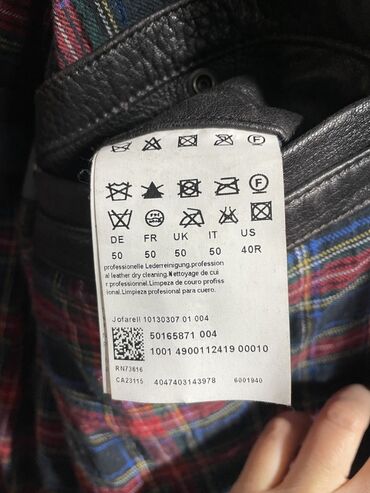 DE FR UK IT US
50 50 50 50 40R
professionelle Lederreinigung,profession
al leather dry cleaning.Nettoyage de cui
r professionnel.Limpeza de couro profiss
ional.Limpieza profesional para cuero.
Jofarell 10130307 01 004
50165871 004
1001 4900112419 00010
RN73616
CA23115 4047403143978 6001940